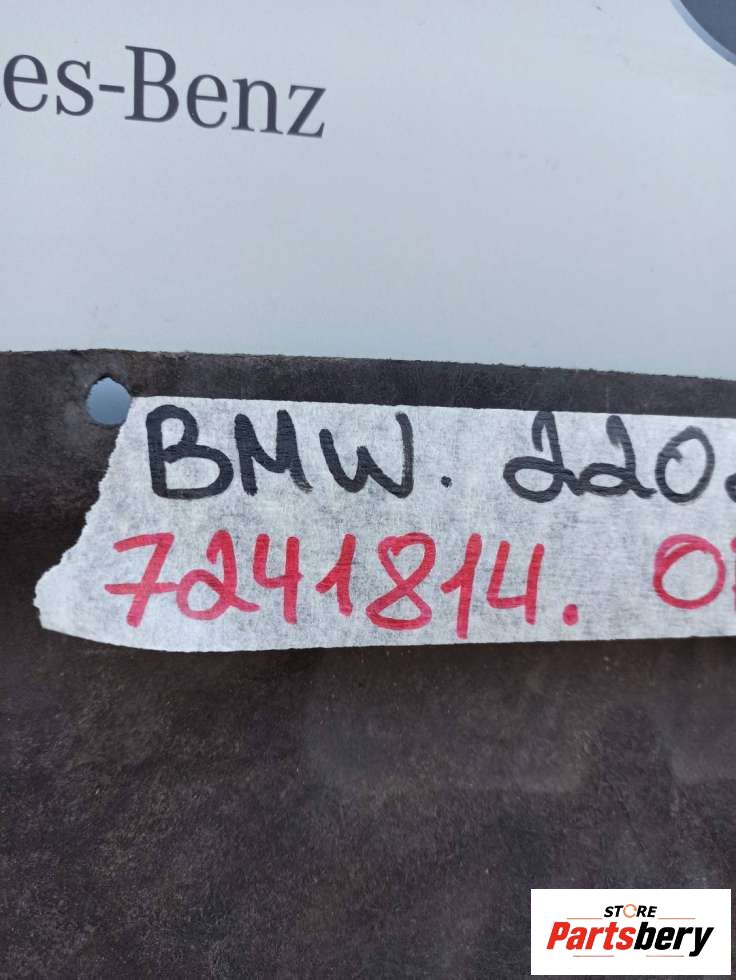 es-Benz
BMW. 220
7241814. O
STORE
Partsbery